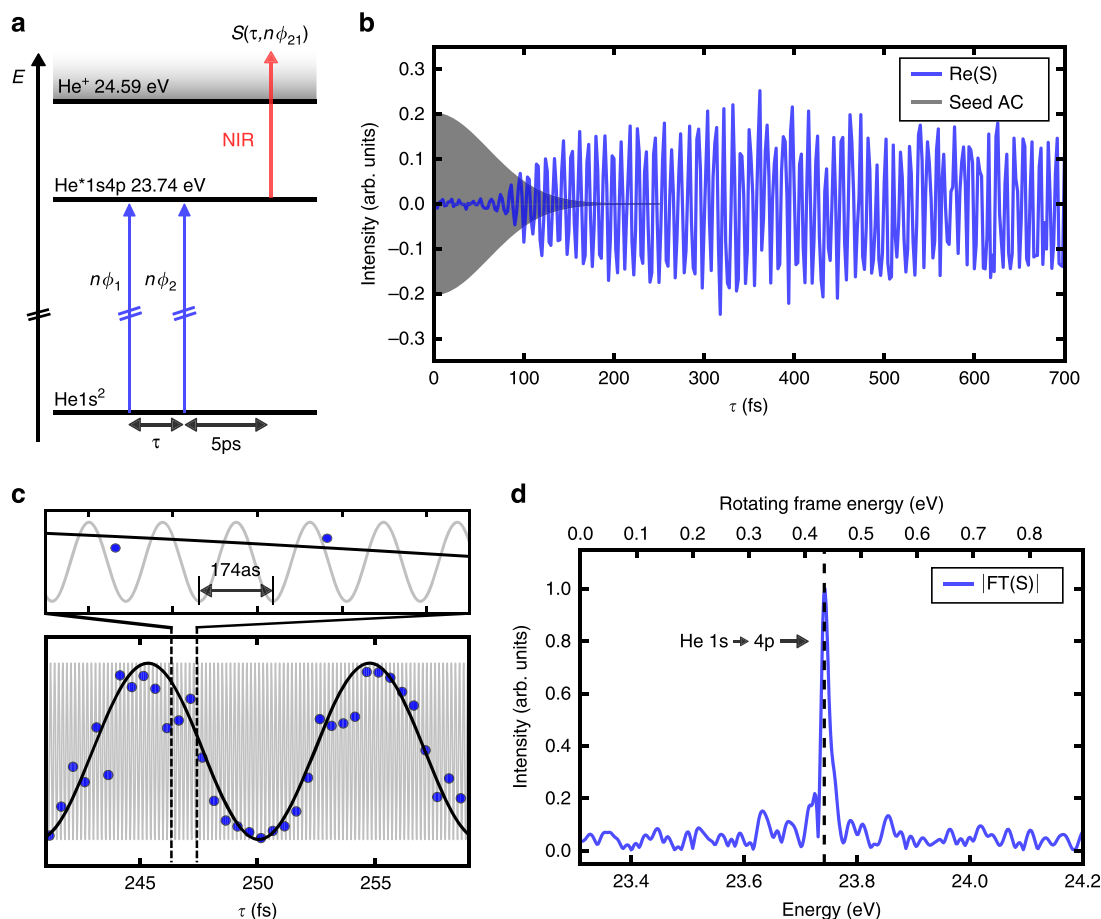 a
S(τ,nϕ21)
E
He+ 24.59 eV
NIR
He*1s4p 23.74 eV
nϕ1
nϕ2
He1s2
τ
5ps
b
Re(S)
Seed AC
Intensity (arb. units)
0.3
0.2
0.1
0.0
−0.1
−0.2
−0.3
0 100 200 300 400 500 600 700
τ (fs)
c
174as
245 250 255
τ (fs)
d
Rotating frame energy (eV)
0.0 0.1 0.2 0.3 0.4 0.5 0.6 0.7 0.8
|FT(S)|
He 1s → 4p
Intensity (arb. units)
1.0
0.8
0.6
0.4
0.2
0.0
23.4 23.6 23.8 24.0 24.2
Energy (eV)